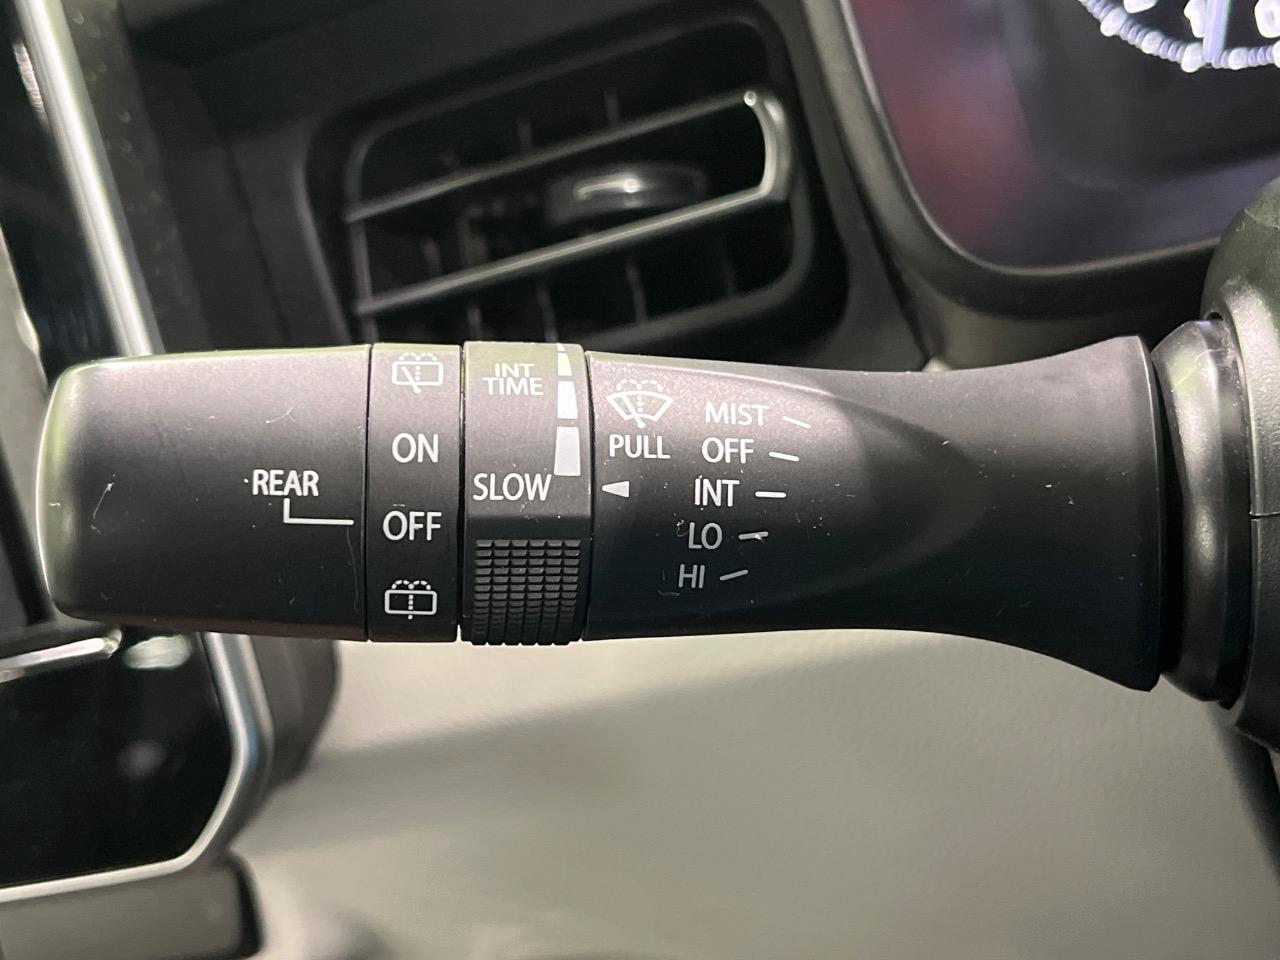 REAR
ON
OFF
INT
TIME
SLOW
PULL
MIST
OFF
INT
LO
HI